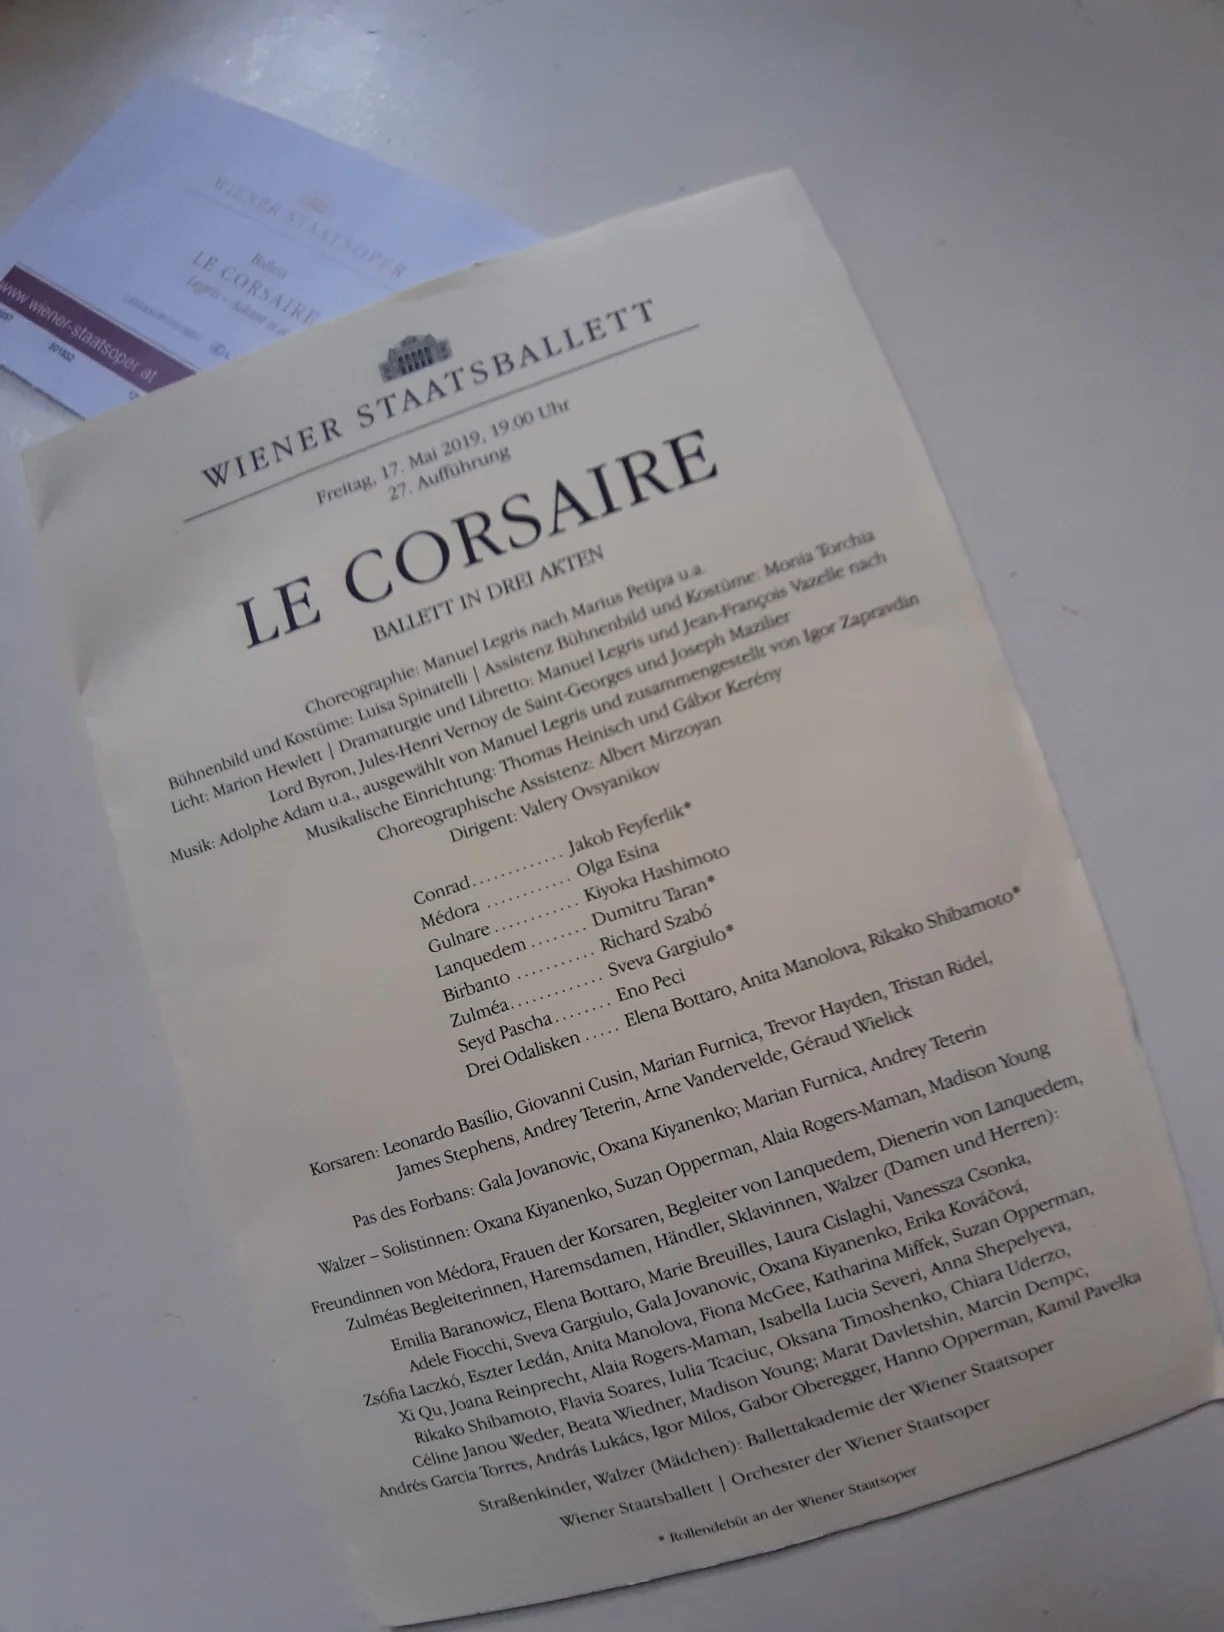 WIENER STAATSOPER
Ballett
LE CORSAIRE
Legris – Adam u.a.
www.wiener-staatsoper.at
WIENER STAATSBALLETT
Freitag, 17. Mai 2019, 19.00 Uhr
27. Aufführung
LE CORSAIRE
BALLETT IN DREI AKTEN
Choreographie: Manuel Legris nach Marius Petipa u.a.
Bühnenbild und Kostüme: Luisa Spinatelli | Assistenz Bühnenbild und Kostüme: Monia Torchia
Licht: Marion Hewlett | Dramaturgie und Libretto: Manuel Legris und Jean-François Vazelle nach
Lord Byron, Jules-Henri Vernoy de Saint-Georges und Joseph Mazilier
Musik: Adolphe Adam u.a., ausgewählt von Manuel Legris und zusammengestellt von Igor Zapravdin
Musikalische Einrichtung: Thomas Heinisch und Gábor Kerény
Choreographische Assistenz: Albert Mirzoyan
Dirigent: Valery Ovsyanikov
Conrad............ Jakob Feyferlik*
Médora ........... Olga Esina
Gulnare ........... Kiyoka Hashimoto
Lanquedem ........ Dumitru Taran*
Birbanto ........... Richard Szabó
Zulméa............ Sveva Gargiulo*
Seyd Pascha........ Eno Peci
Drei Odalisken ..... Elena Bottaro, Anita Manolova, Rikako Shibamoto*
Korsaren: Leonardo Basílio, Giovanni Cusin, Marian Furnica, Trevor Hayden, Tristan Ridel,
James Stephens, Andrey Teterin, Arne Vandervelde, Géraud Wielick
Pas des Forbans: Gala Jovanovic, Oxana Kiyanenko; Marian Furnica, Andrey Teterin
Walzer – Solistinnen: Oxana Kiyanenko, Suzan Opperman, Alaia Rogers-Maman, Madison Young
Freundinnen von Médora, Frauen der Korsaren, Begleiter von Lanquedem, Dienerin von Lanquedem,
Zulméas Begleiterinnen, Haremsdamen, Händler, Sklavinnen, Walzer (Damen und Herren):
Emilia Baranowicz, Elena Bottaro, Marie Breuilles, Laura Cislaghi, Vanessza Csonka,
Adele Fiocchi, Sveva Gargiulo, Gala Jovanovic, Oxana Kiyanenko, Erika Kováčová,
Zsófia Laczkó, Eszter Ledán, Anita Manolova, Fiona McGee, Katharina Miffek, Suzan Opperman,
Xi Qu, Joana Reinprecht, Alaia Rogers-Maman, Isabella Lucia Severi, Anna Shepelyeva,
Rikako Shibamoto, Flavia Soares, Iulia Tcaciuc, Oksana Timoshenko, Chiara Uderzo,
Céline Janou Weder, Beata Wiedner, Madison Young; Marat Davletshin, Marcin Dempc,
Andrés Garcia Torres, András Lukács, Igor Milos, Gabor Oberegger, Hanno Opperman, Kamil Pavelka
Straßenkinder, Walzer (Mädchen): Ballettakademie der Wiener Staatsoper
Wiener Staatsballett | Orchester der Wiener Staatsoper
* Rollendebüt an der Wiener Staatsoper